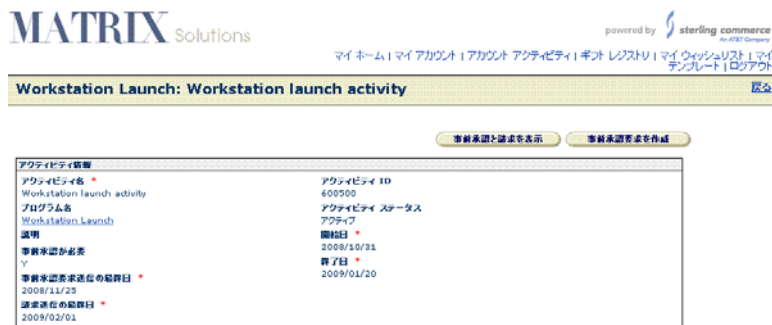 MATRIX Solutions
powered by sterling commerce
An AT&T Company
マイ ホーム | マイ アカウント | アカウント アクティビティ | ギフト レジストリ | マイ ウィッシュリスト | マイ
テンプレート | ログアウト
Workstation Launch: Workstation launch activity
戻る
事前承認と請求を表示
事前承認要求を作成
アクティビティ情報
アクティビティ名 *
Workstation launch activity
プログラム名
Workstation Launch
説明
事前承認が必要
Y
事前承認要求送信の最終日 *
2008/11/25
請求送信の最終日 *
2009/02/01
アクティビティ ID
600500
アクティビティ ステータス
アクティブ
開始日 *
2008/10/31
終了日 *
2009/01/20